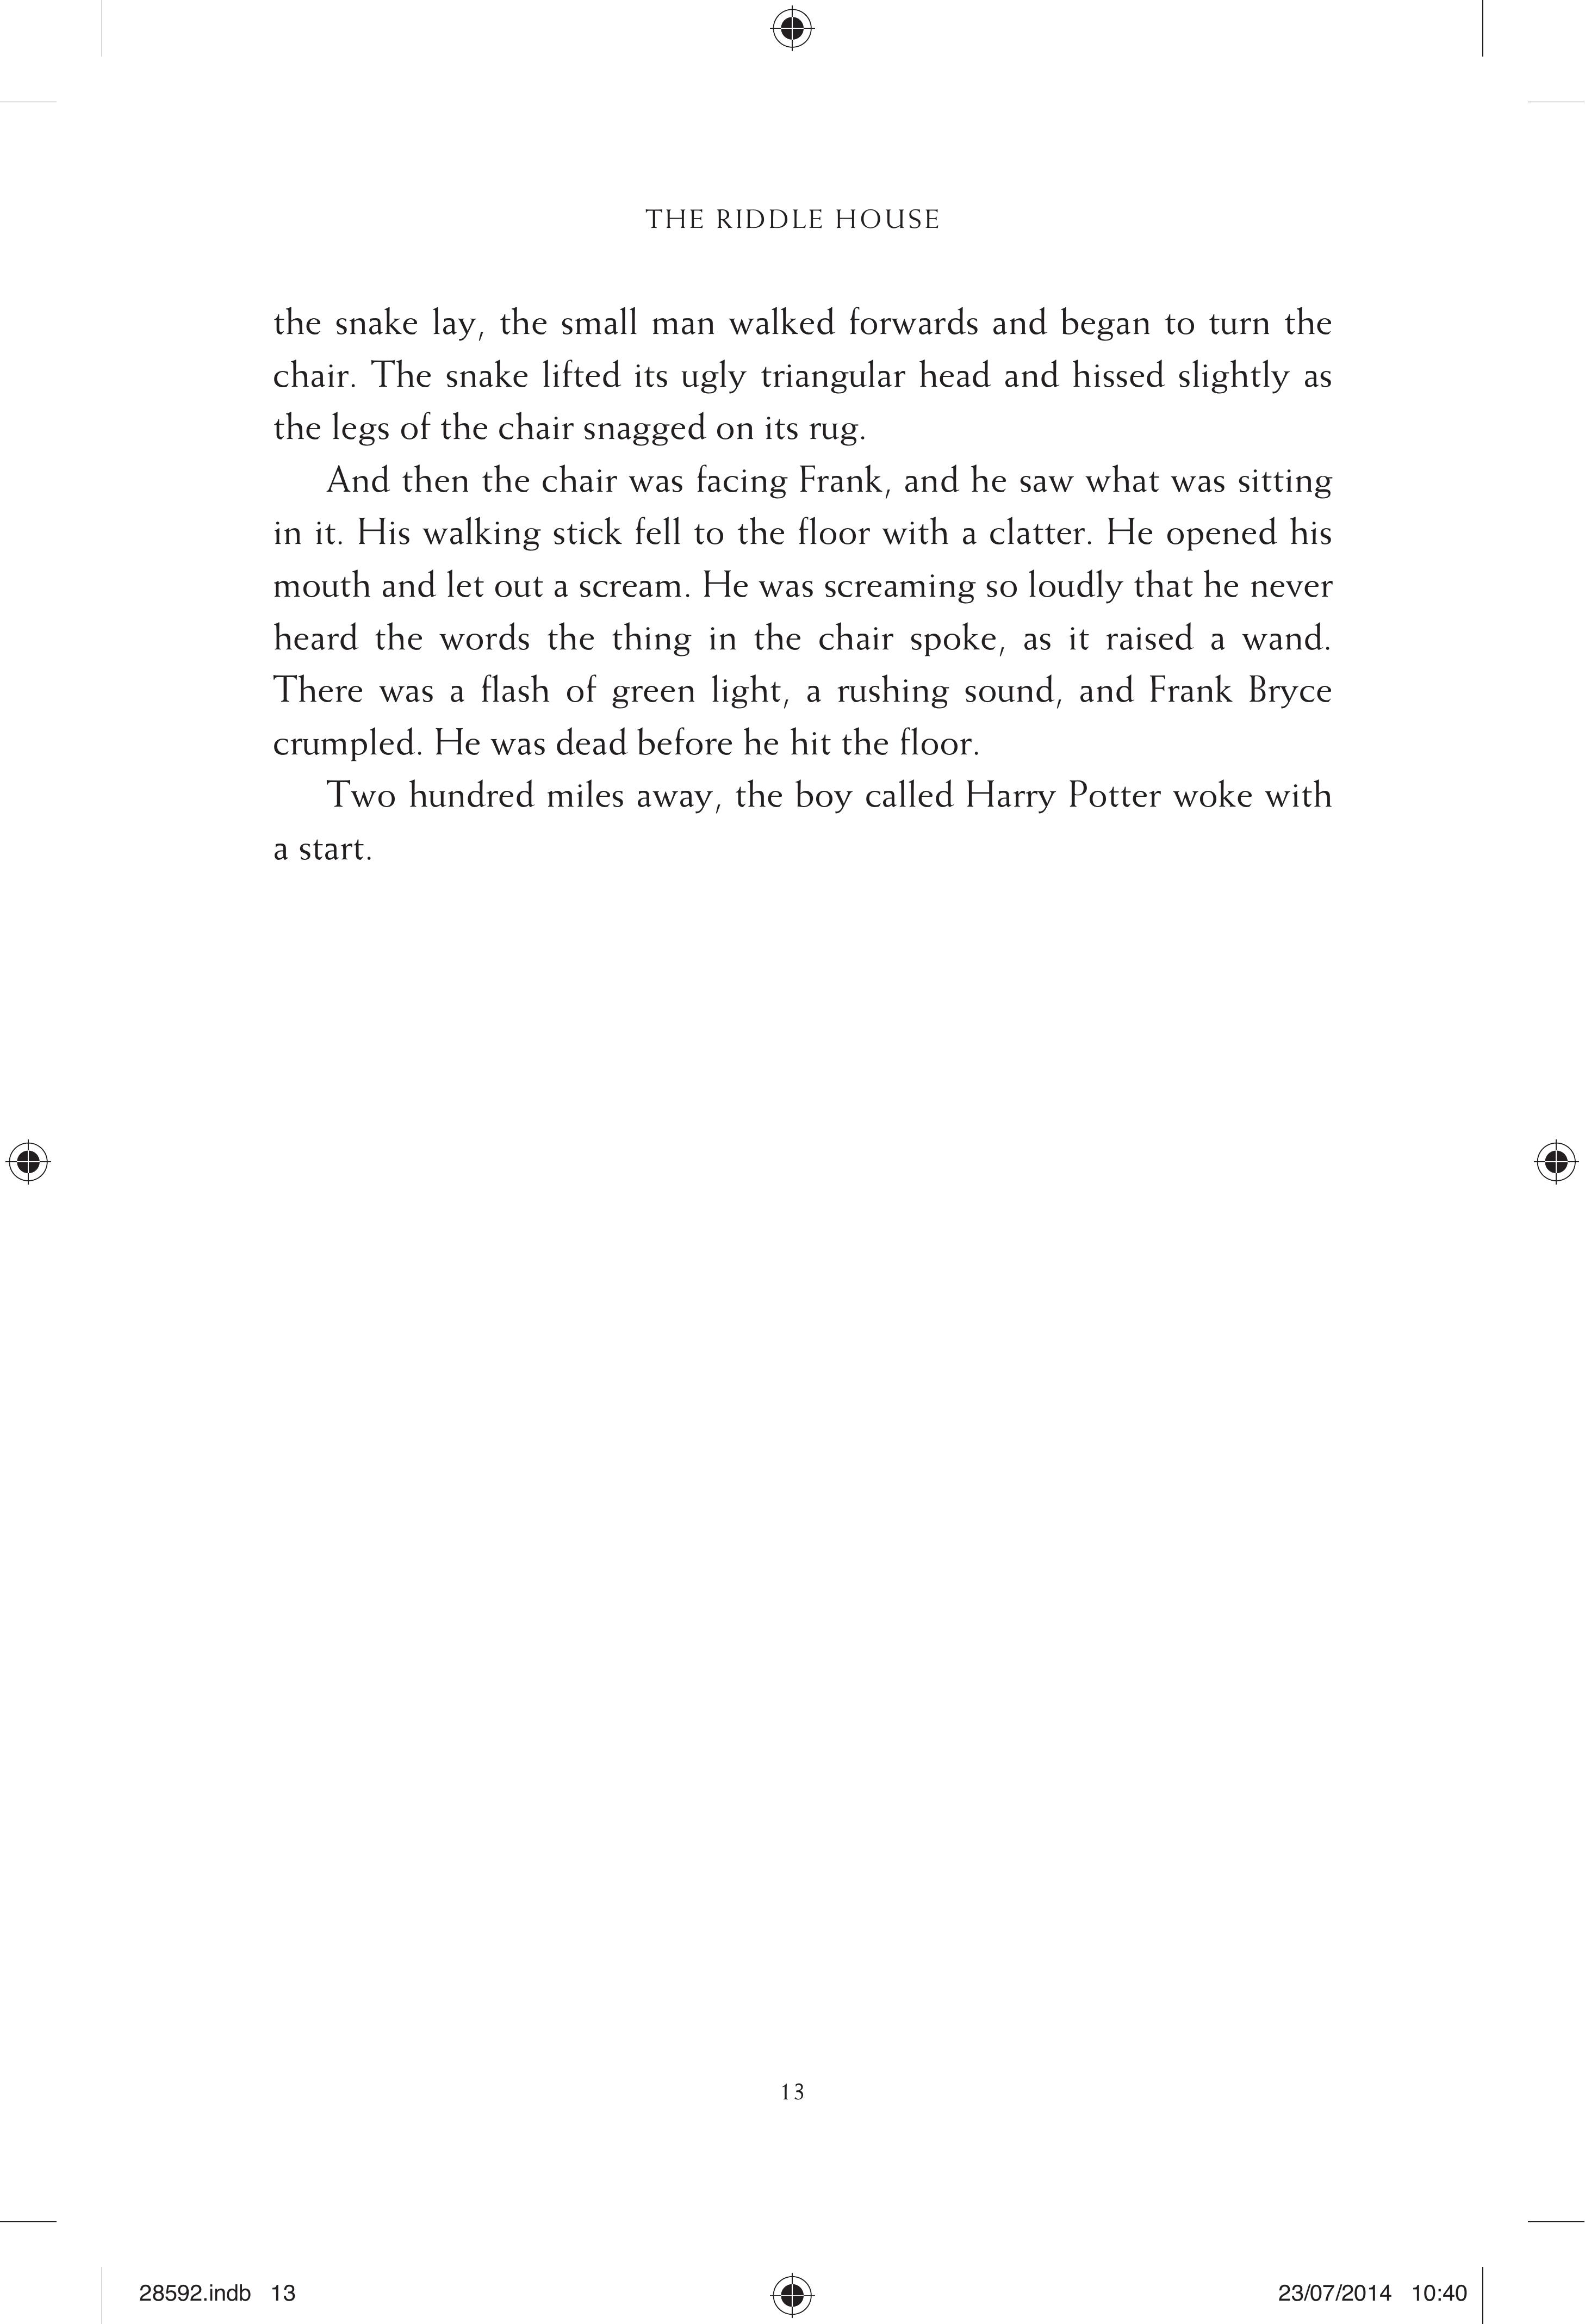 THE RIDDLE HOUSE
the snake lay, the small man walked forwards and began to turn the
chair. The snake lifted its ugly triangular head and hissed slightly as
the legs of the chair snagged on its rug.
And then the chair was facing Frank, and he saw what was sitting
in it. His walking stick fell to the floor with a clatter. He opened his
mouth and let out a scream. He was screaming so loudly that he never
heard the words the thing in the chair spoke, as it raised a wand.
There was a flash of green light, a rushing sound, and Frank Bryce
crumpled. He was dead before he hit the floor.
Two hundred miles away, the boy called Harry Potter woke with
a start.
13
28592.indb 13 23/07/2014 10:40